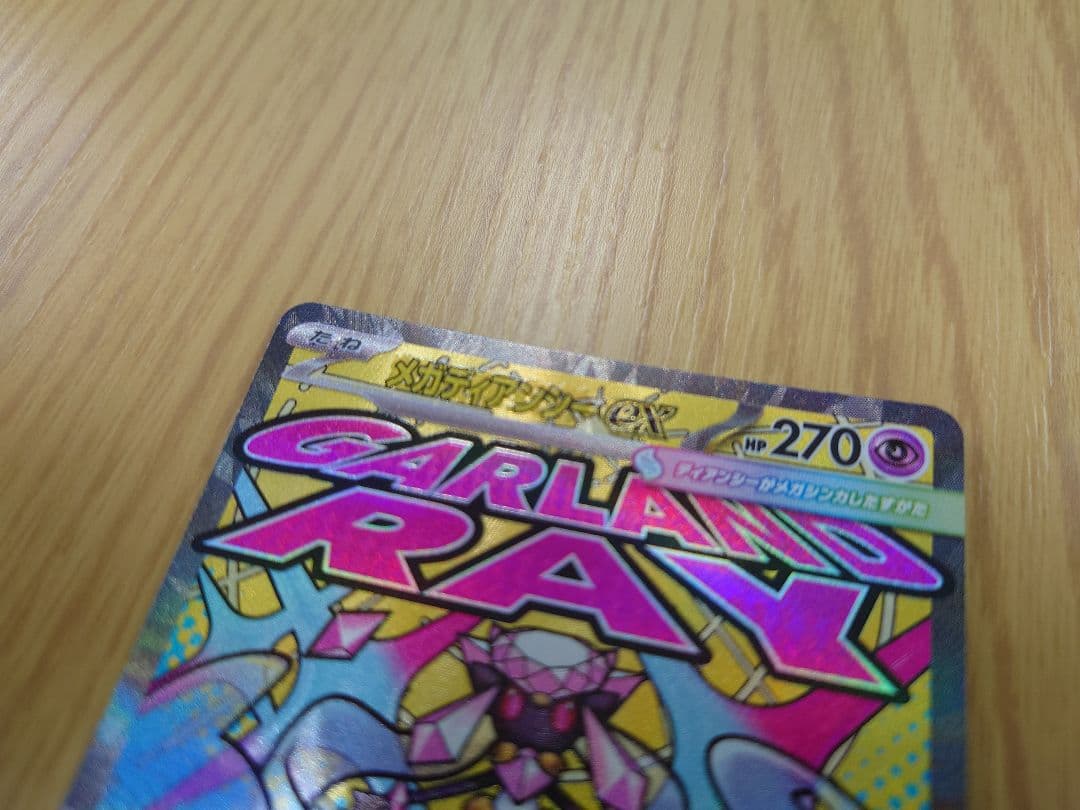 たね
メガディアンシーex
HP270
ディアンシーがメガシンカしたすがた
GARLAND
RAY